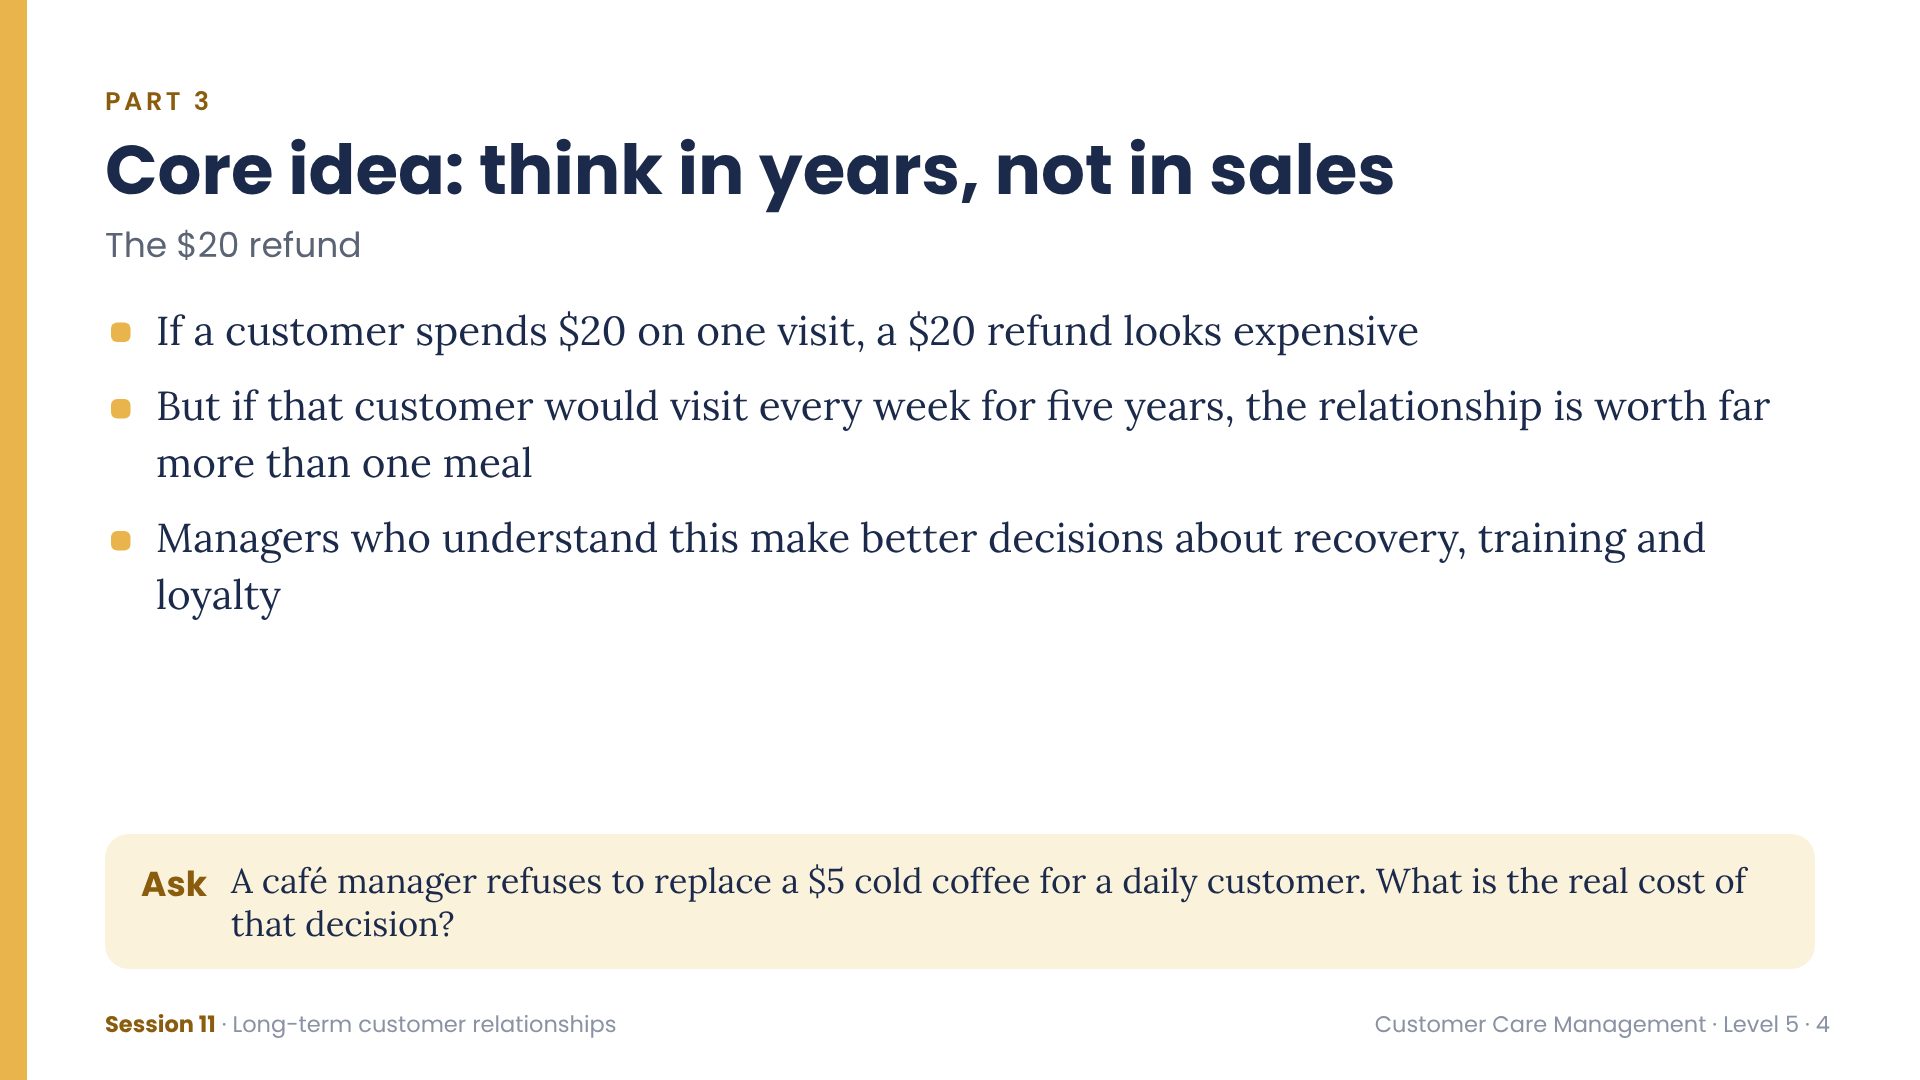 PART 3
Core idea: think in years, not in sales
The $20 refund
If a customer spends $20 on one visit, a $20 refund looks expensive
But if that customer would visit every week for five years, the relationship is worth far
more than one meal
Managers who understand this make better decisions about recovery, training and
loyalty
Ask A café manager refuses to replace a $5 cold coffee for a daily customer. What is the real cost of
that decision?
Session 11 · Long-term customer relationships
Customer Care Management · Level 5 · 4